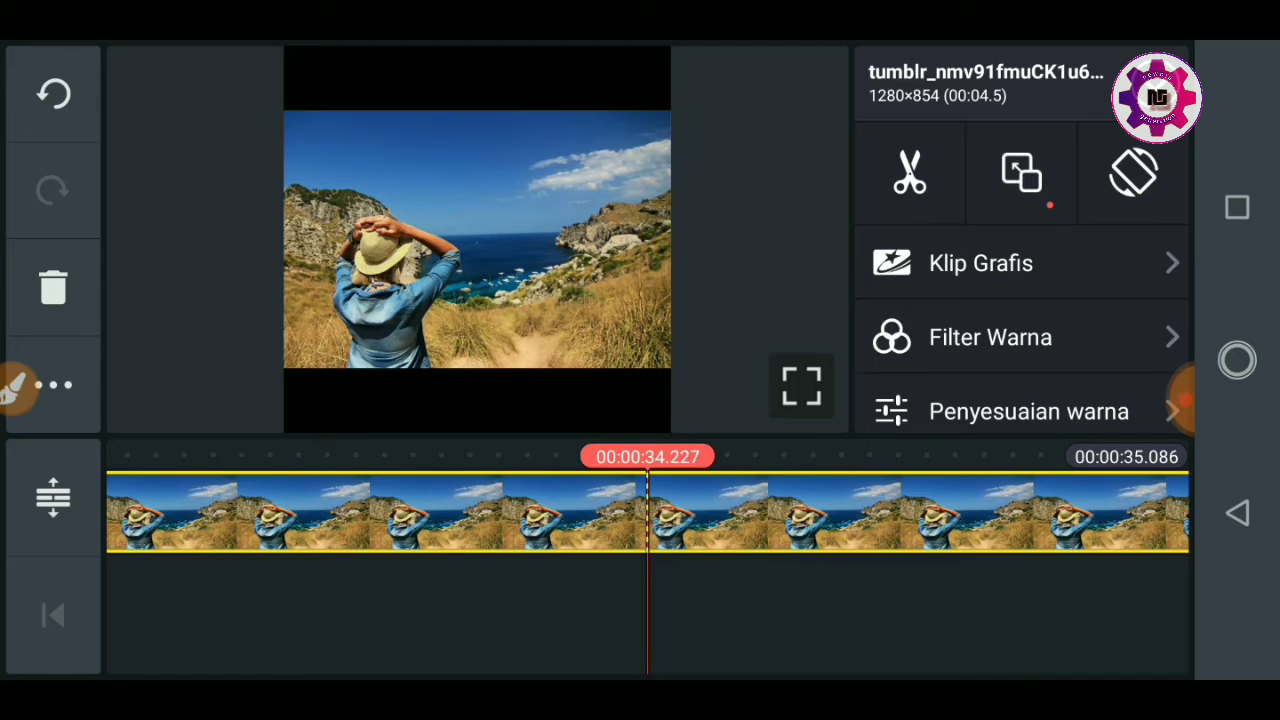 tumblr_nmv91fmuCK1u6...
1280×854 (00:04.5)
Klip Grafis
Filter Warna
Penyesuaian warna
00:00:34.227
00:00:35.086